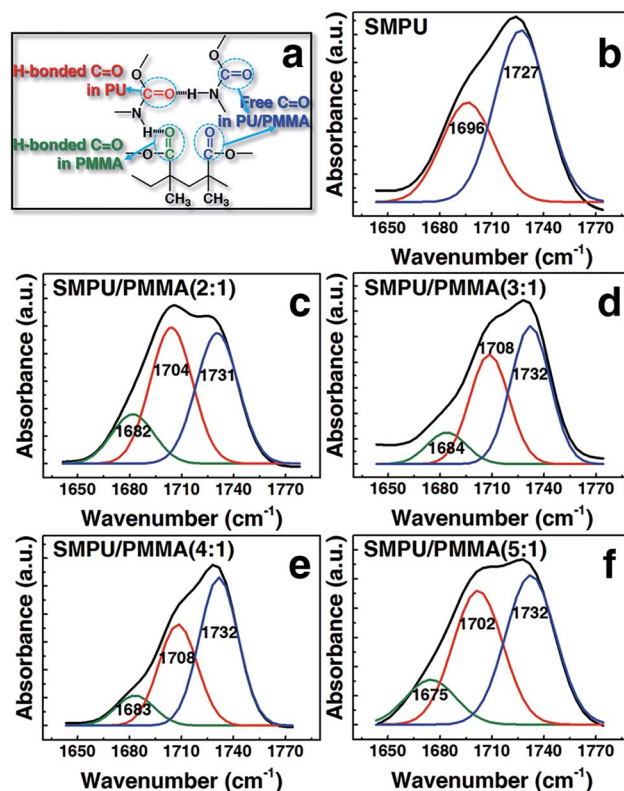 a
H-bonded C=O
in PU
O
C=O
H-N
O
C=O
Free C=O
in PU/PMMA
N
H
H-bonded C=O
in PMMA
O
O
C
O
C
O
CH3
CH3
SMPU
b
1696
1727
Absorbance (a.u.)
1650 1680 1710 1740 1770
Wavenumber (cm-1)
SMPU/PMMA(2:1)
c
1682
1704
1731
Absorbance (a.u.)
1650 1680 1710 1740 1770
Wavenumber (cm-1)
SMPU/PMMA(3:1)
d
1684
1708
1732
Absorbance (a.u.)
1650 1680 1710 1740 1770
Wavenumber (cm-1)
SMPU/PMMA(4:1)
e
1683
1708
1732
Absorbance (a.u.)
1650 1680 1710 1740 1770
Wavenumber (cm-1)
SMPU/PMMA(5:1)
f
1675
1702
1732
Absorbance (a.u.)
1650 1680 1710 1740 1770
Wavenumber (cm-1)